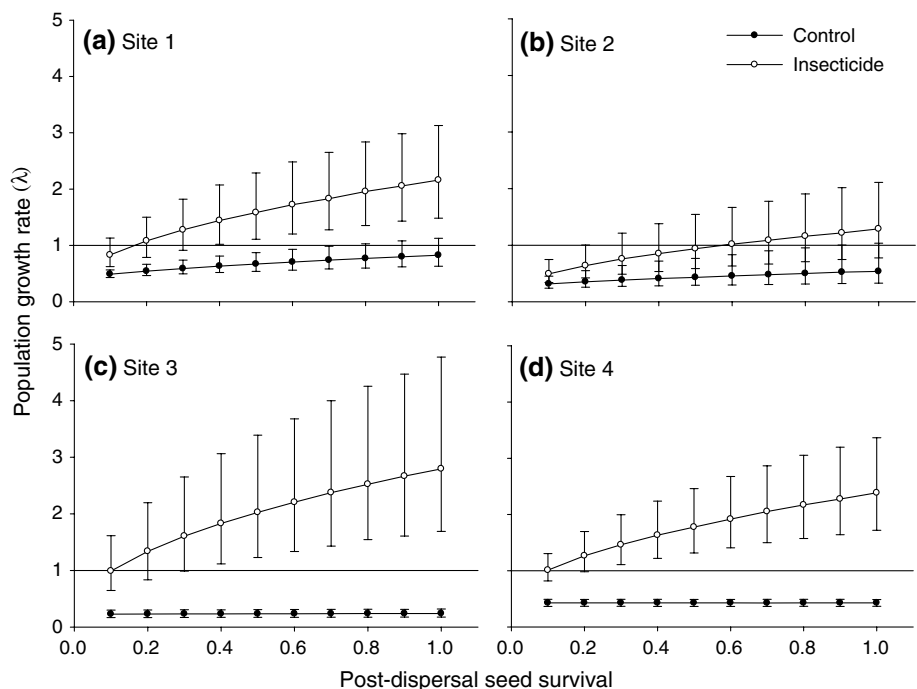 (a) Site 1
(b) Site 2
Control
Insecticide
5
4
3
2
1
0
Population growth rate (λ)
(c) Site 3
(d) Site 4
5
4
3
2
1
0
0.0 0.2 0.4 0.6 0.8 1.0
0.0 0.2 0.4 0.6 0.8 1.0
Post-dispersal seed survival